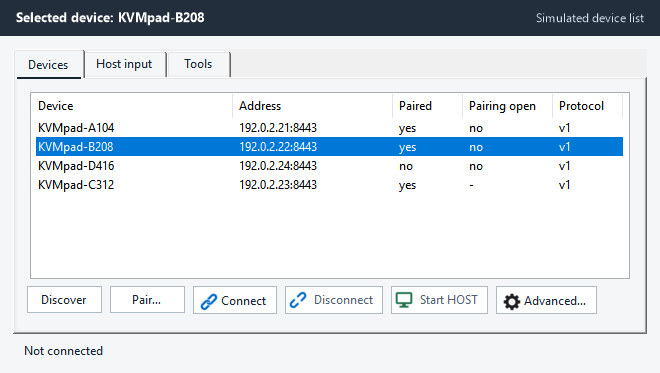 Selected device: KVMpad-B208 Simulated device list
Devices Host input Tools
Device Address Paired Pairing open Protocol
KVMpad-A104 192.0.2.21:8443 yes no v1
KVMpad-B208 192.0.2.22:8443 yes no v1
KVMpad-D416 192.0.2.24:8443 no no v1
KVMpad-C312 192.0.2.23:8443 yes - v1
Discover Pair... Connect Disconnect Start HOST Advanced...
Not connected